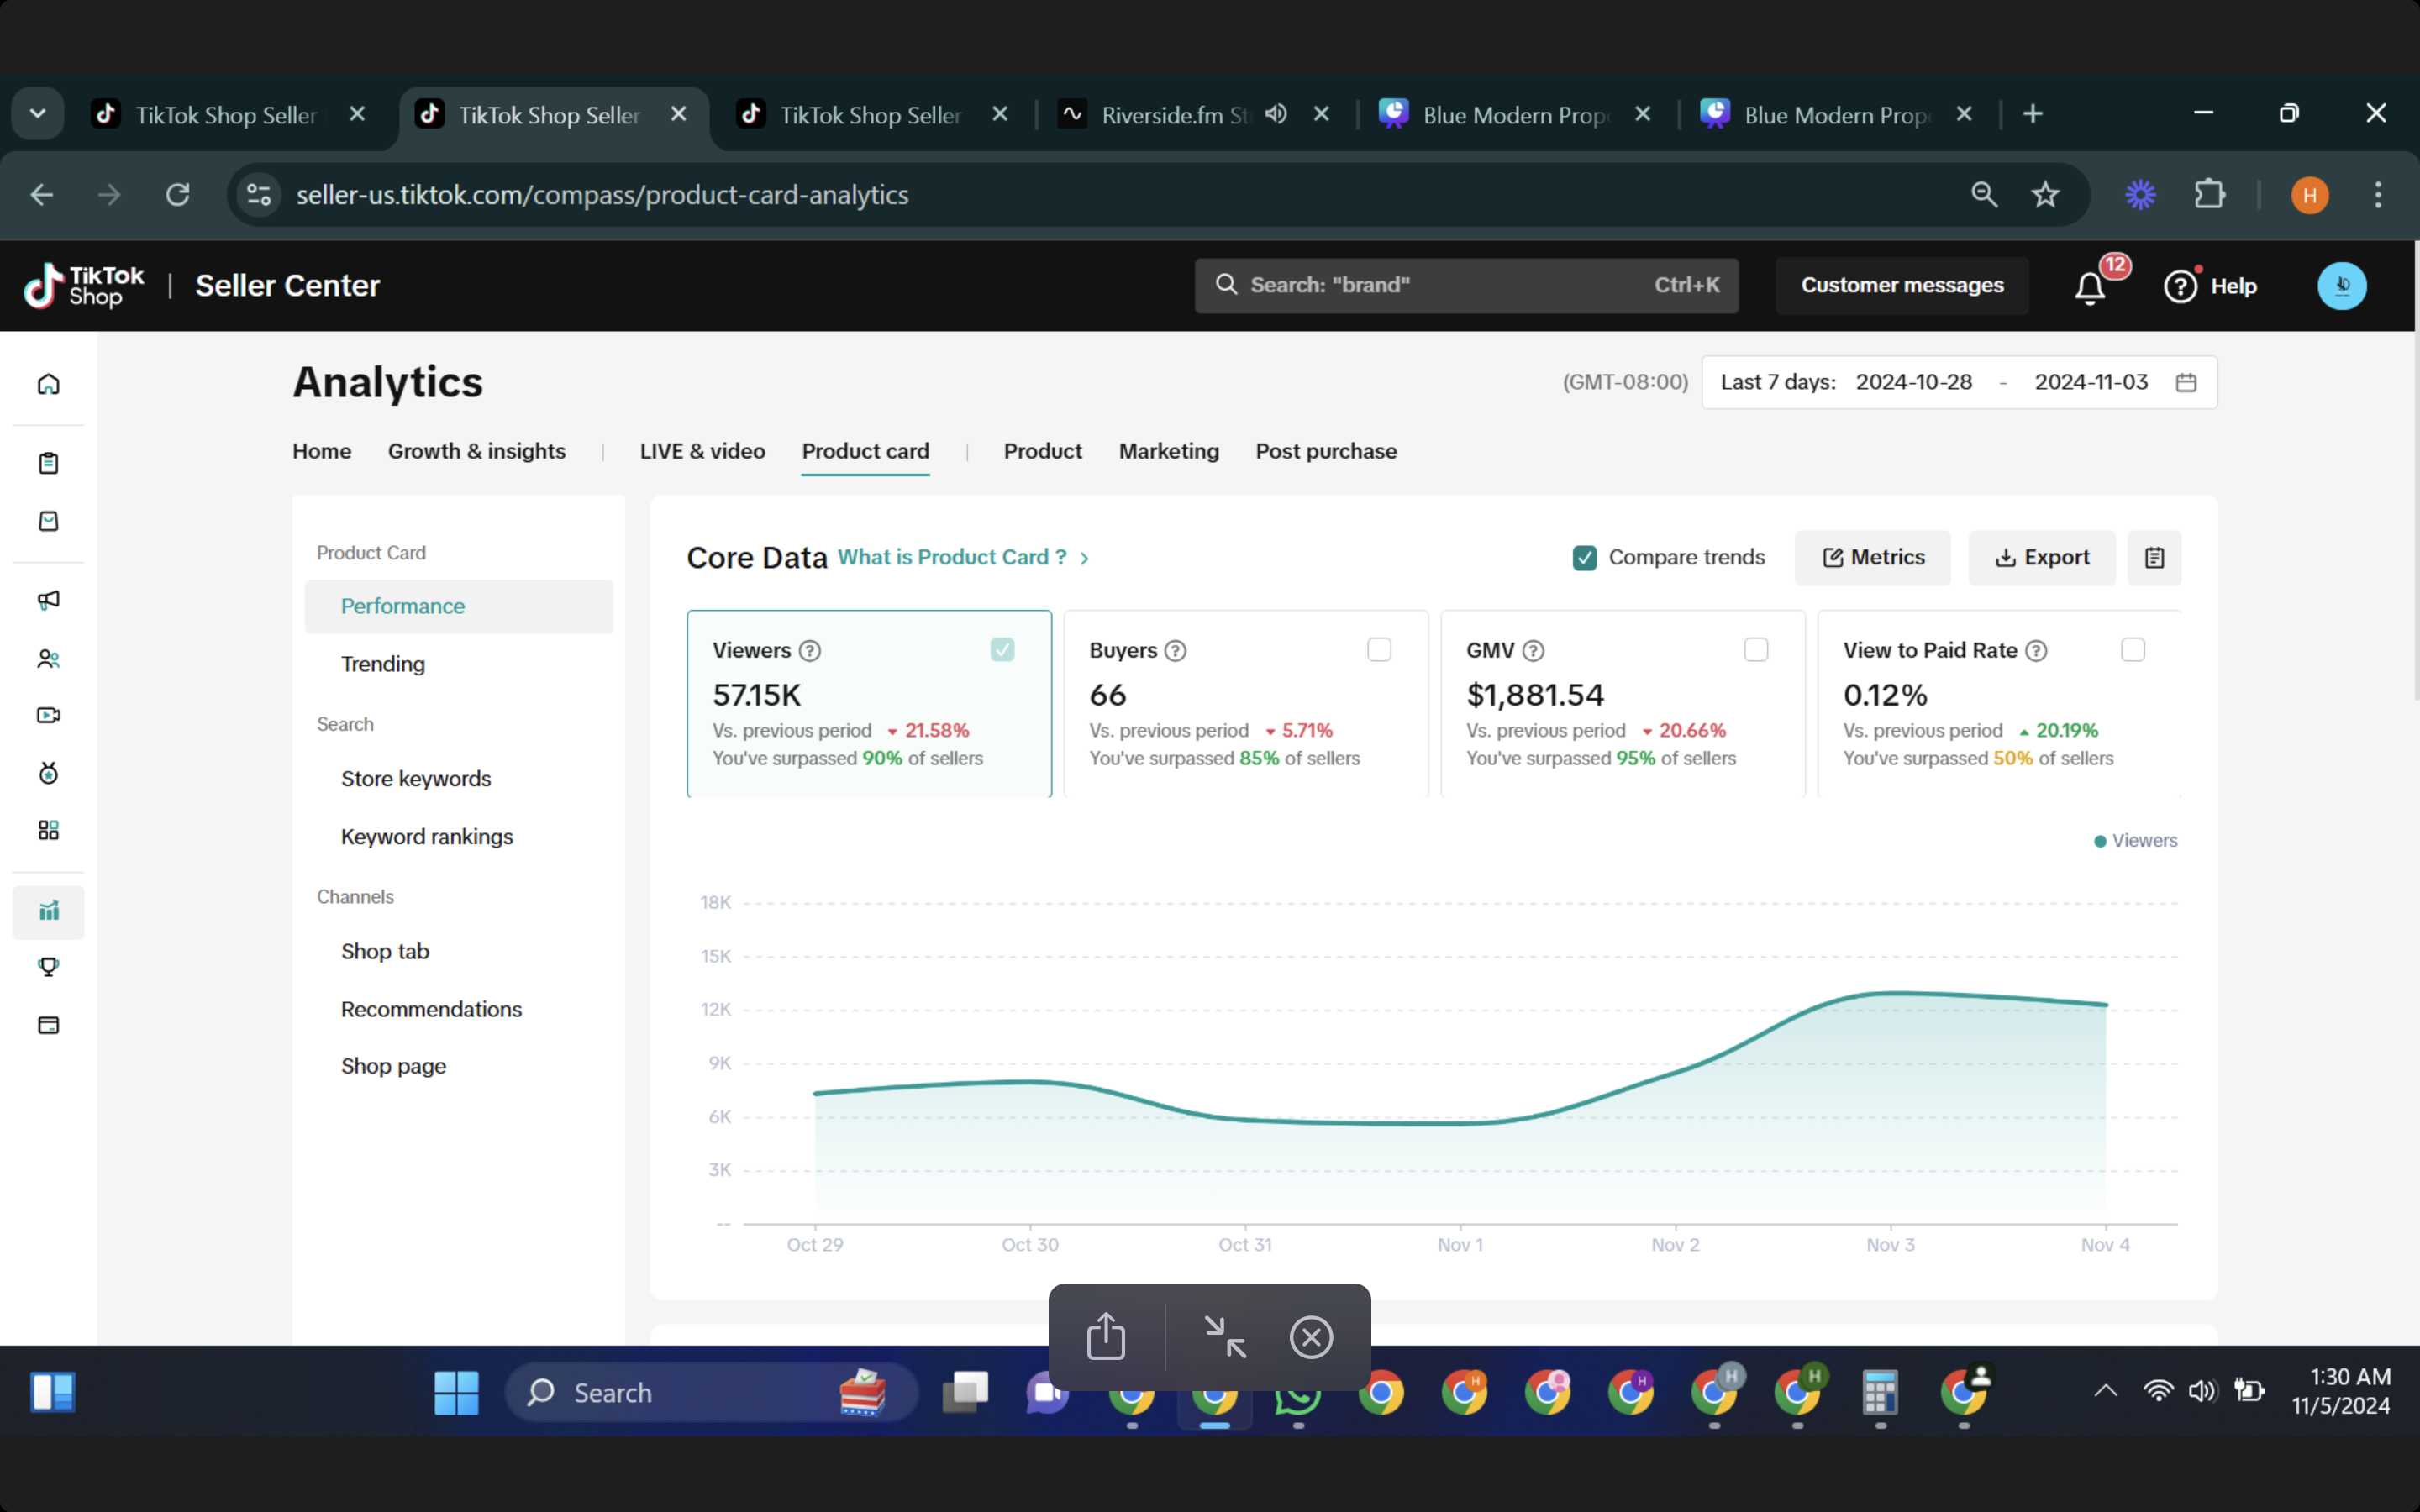 TikTok Shop Seller
TikTok Shop Seller
TikTok Shop Seller
Riverside.fm St
Blue Modern Prop
Blue Modern Prop
seller-us.tiktok.com/compass/product-card-analytics
H
TikTok Shop | Seller Center
Search: "brand"
Ctrl+K
Customer messages
12
Help
Analytics
(GMT-08:00)
Last 7 days: 2024-10-28 - 2024-11-03
Home
Growth & insights
LIVE & video
Product card
Product
Marketing
Post purchase
Product Card
Performance
Trending
Search
Store keywords
Keyword rankings
Channels
Shop tab
Recommendations
Shop page
Core Data What is Product Card ? >
Compare trends
Metrics
Export
Viewers
57.15K
Vs. previous period 21.58%
You've surpassed 90% of sellers
Buyers
66
Vs. previous period 5.71%
You've surpassed 85% of sellers
GMV
$1,881.54
Vs. previous period 20.66%
You've surpassed 95% of sellers
View to Paid Rate
0.12%
Vs. previous period 20.19%
You've surpassed 50% of sellers
Viewers
18K
15K
12K
9K
6K
3K
--
Oct 29
Oct 30
Oct 31
Nov 1
Nov 2
Nov 3
Nov 4
Search
H
H
H
H
1:30 AM
11/5/2024